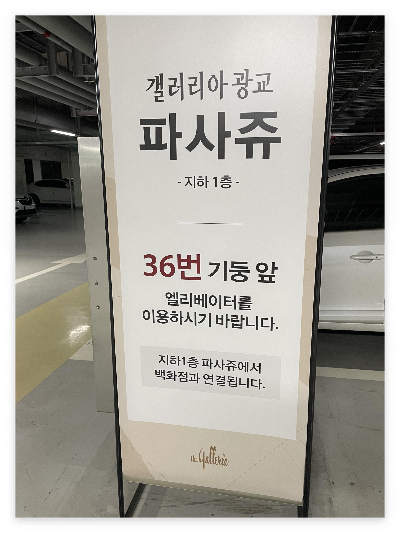 갤러리아 광교
파사쥬
- 지하 1층 -
36번 기둥 앞
엘리베이터를
이용하시기 바랍니다.
지하1층 파사쥬에서
백화점과 연결됩니다.
the Galleria